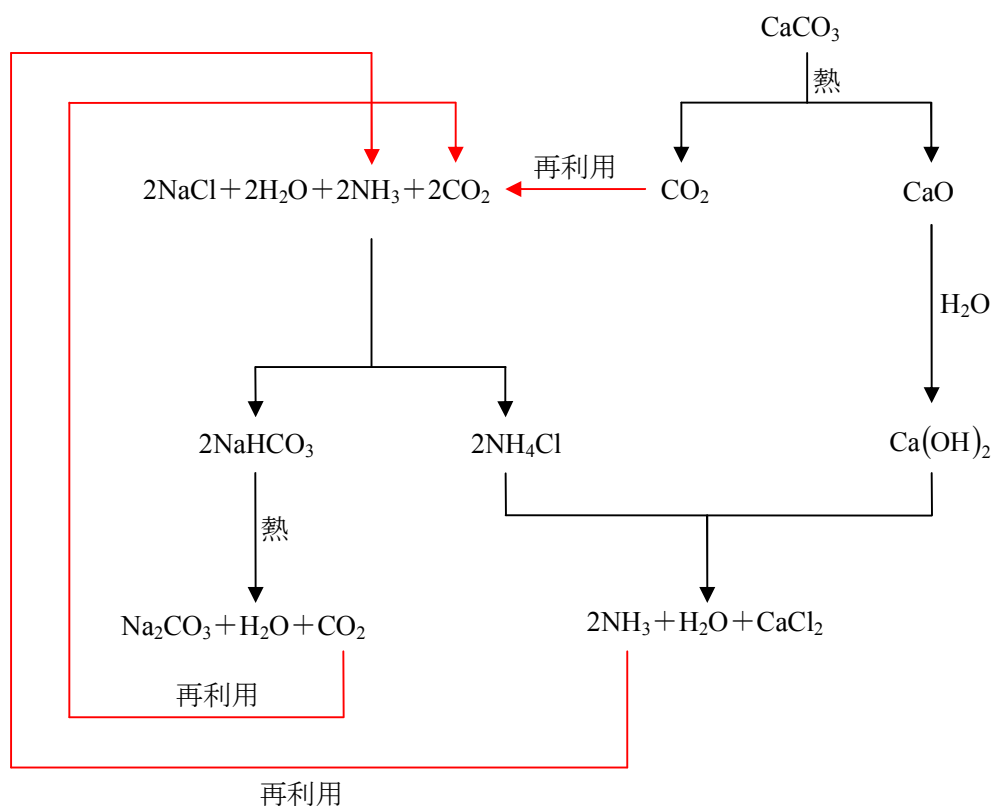 CaCO₃
熱
2NaCl+2H₂O+2NH₃+2CO₂
再利用
CO₂
CaO
H₂O
2NaHCO₃
2NH₄Cl
Ca(OH)₂
熱
Na₂CO₃+H₂O+CO₂
2NH₃+H₂O+CaCl₂
再利用
再利用